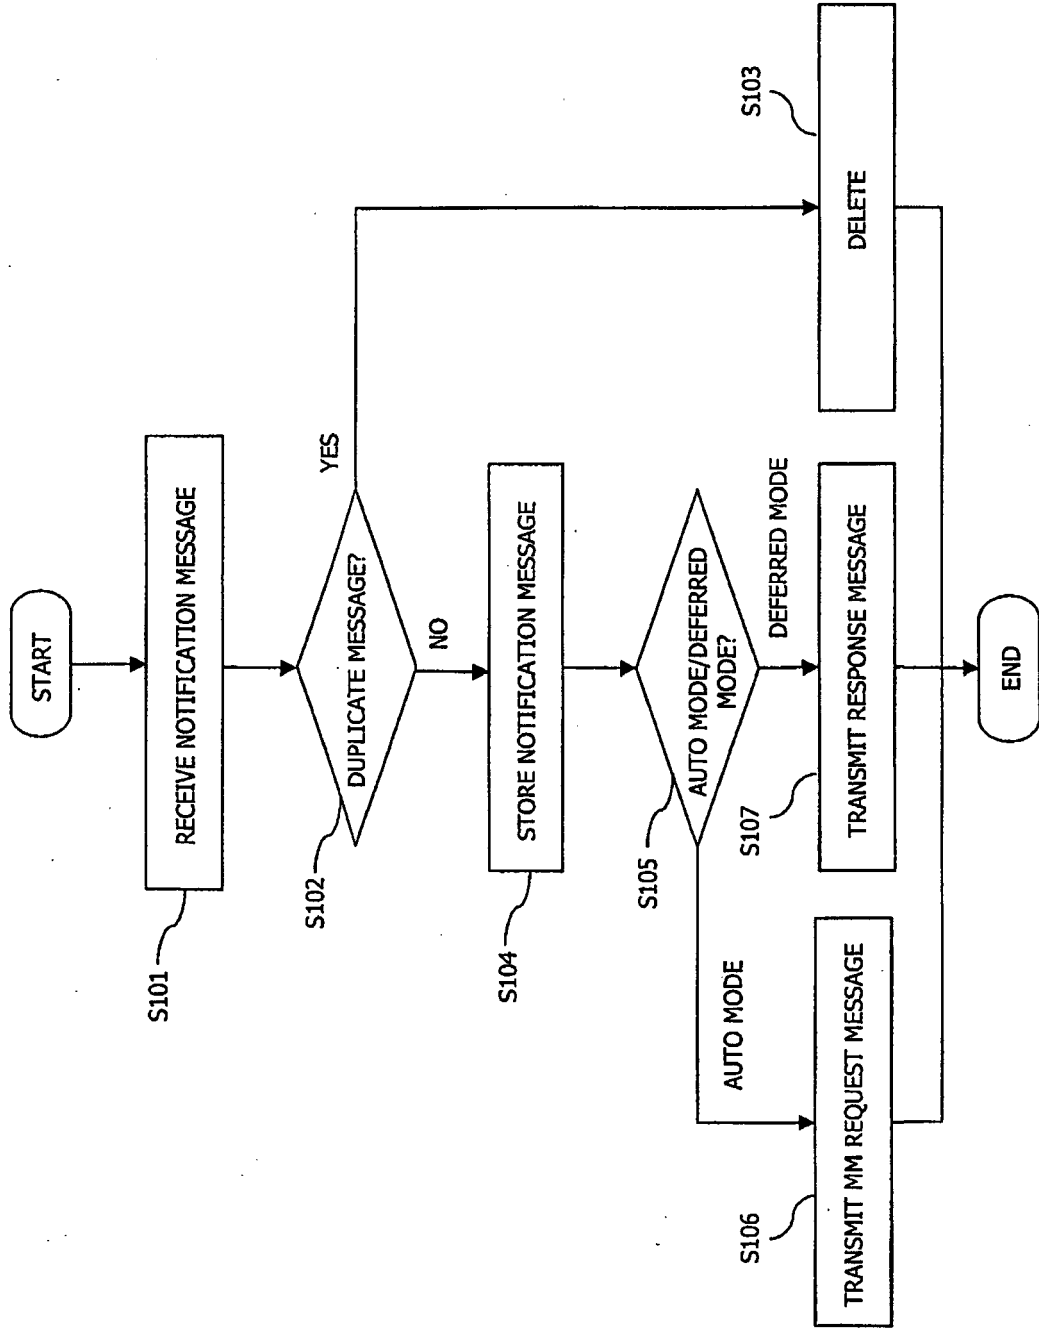 START
RECEIVE NOTIFICATION MESSAGE
S101
DUPLICATE MESSAGE?
S102
YES
NO
STORE NOTIFICATION MESSAGE
S104
AUTO MODE/DEFERRED
MODE?
S105
AUTO MODE
DEFERRED MODE
TRANSMIT MM REQUEST MESSAGE
S106
TRANSMIT RESPONSE MESSAGE
S107
DELETE
S103
END